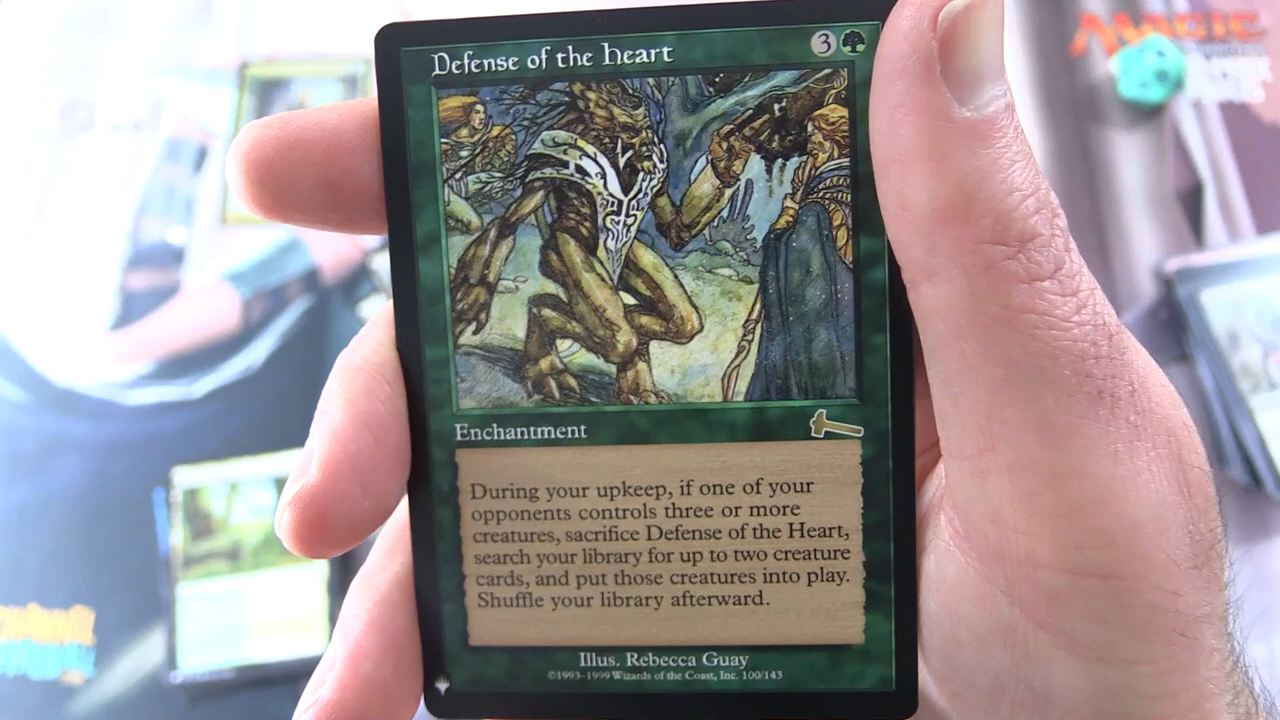 MAGIC
Defense of the Heart
3
Enchantment
During your upkeep, if one of your
opponents controls three or more
creatures, sacrifice Defense of the Heart,
search your library for up to two creature
cards, and put those creatures into play.
Shuffle your library afterward.
Illus. Rebecca Guay
©1993–1999 Wizards of the Coast, Inc. 100/143